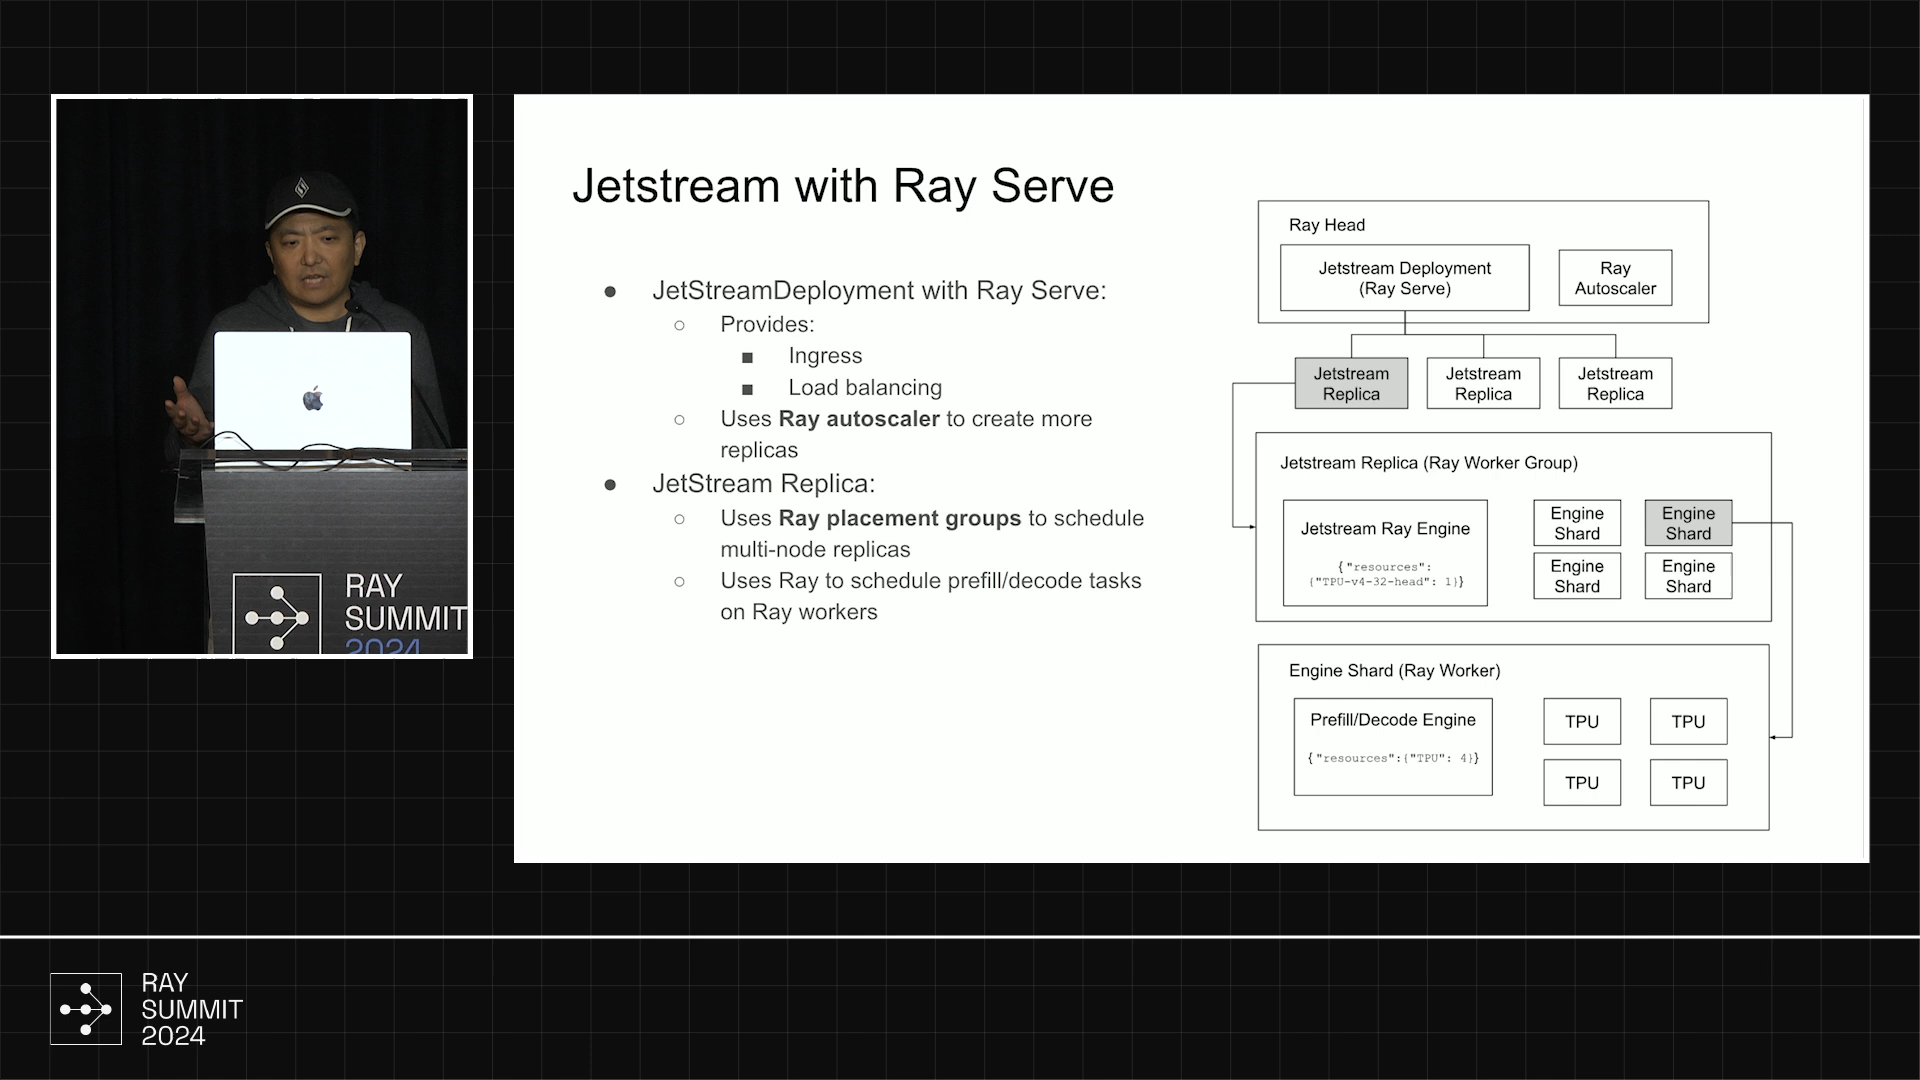 Jetstream with Ray Serve
● JetStreamDeployment with Ray Serve:
○ Provides:
■ Ingress
■ Load balancing
○ Uses Ray autoscaler to create more
replicas
● JetStream Replica:
○ Uses Ray placement groups to schedule
multi-node replicas
○ Uses Ray to schedule prefill/decode tasks
on Ray workers
Ray Head
Jetstream Deployment
(Ray Serve)
Ray
Autoscaler
Jetstream
Replica
Jetstream
Replica
Jetstream
Replica
Jetstream Replica (Ray Worker Group)
Jetstream Ray Engine
{"resources":
{"TPU-v4-32-head": 1}}
Engine
Shard
Engine
Shard
Engine
Shard
Engine
Shard
Engine Shard (Ray Worker)
Prefill/Decode Engine
{"resources":{"TPU": 4}}
TPU
TPU
TPU
TPU
RAY
SUMMIT
2024
RAY
SUMMIT
2024